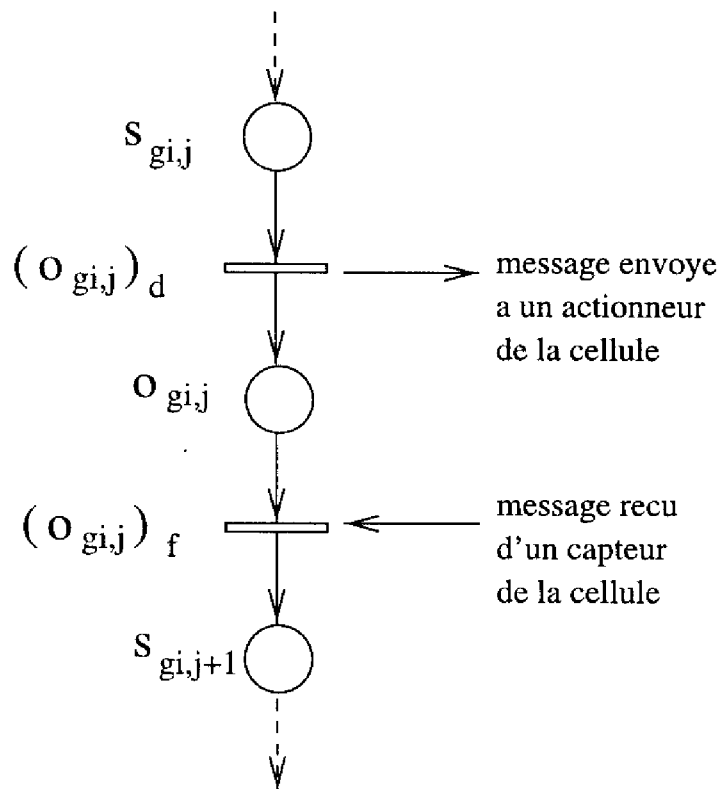 s gi,j
( o gi,j ) d
message envoye
a un actionneur
de la cellule
o gi,j
( o gi,j ) f
message recu
d'un capteur
de la cellule
s gi,j+1